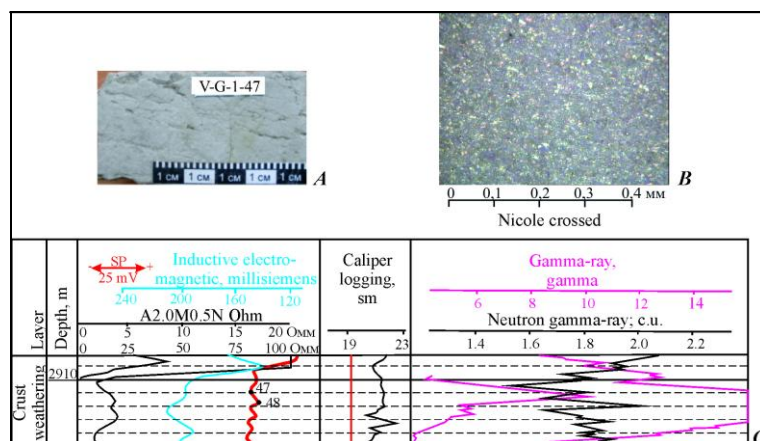 V-G-1-47
1 см 1 см 1 см 1 см 1 см
A
0 0,1 0,2 0,3 0,4 мм
B
Nicole crossed
Layer
Depth, m
SP
- +
25 mV
Inductive electro-
magnetic, millisiemens
240 200 160 120
A2.0M0.5N Ohm
0 5 10 15 20 Омм
0 25 50 75 100 Омм
Caliper
logging,
sm
19 23
Gamma-ray,
gamma
6 8 10 12 14
Neutron gamma-ray; c.u.
1.4 1.6 1.8 2.0 2.2
Crust
weathering
2910
47
48
C